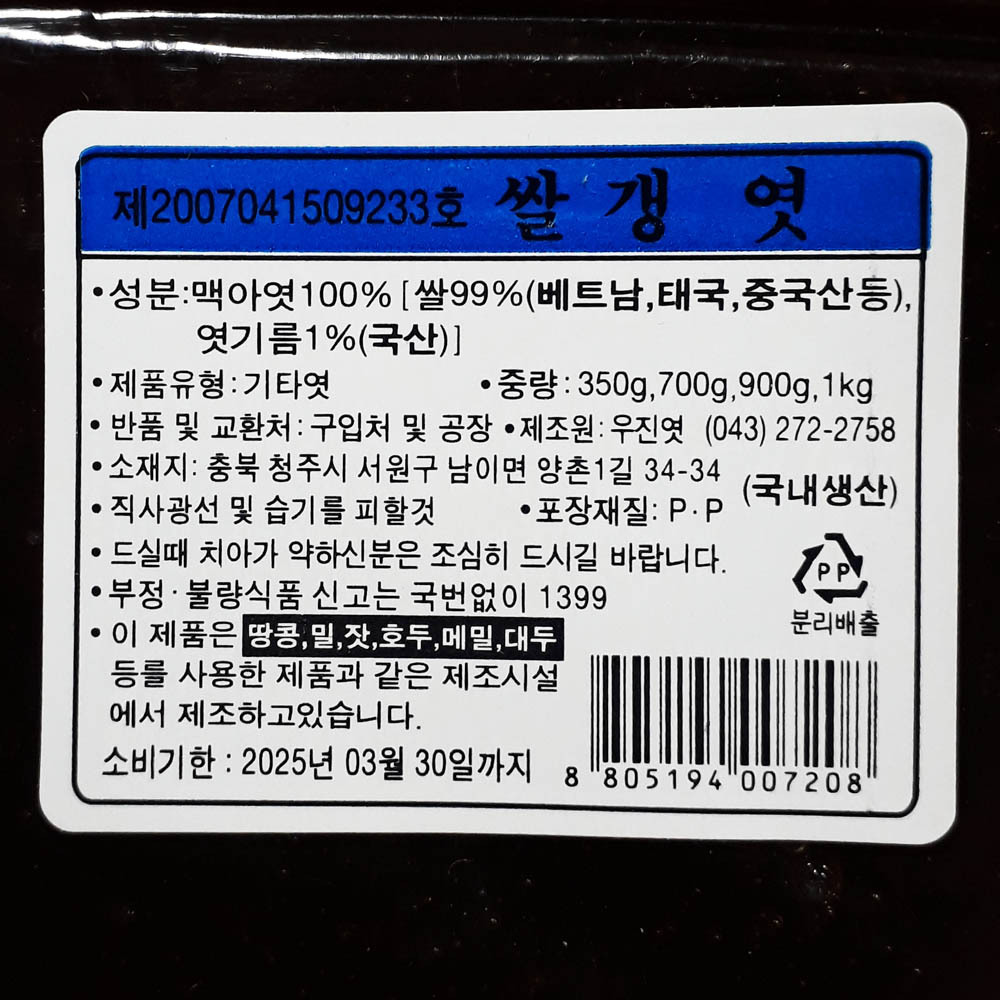 제2007041509233호 쌀갱엿
•성분:맥아엿100% [쌀99%(베트남,태국,중국산등),
엿기름1%(국산)]
•제품유형:기타엿 •중량:350g,700g,900g,1kg
•반품 및 교환처:구입처 및 공장 •제조원:우진엿 (043) 272-2758
•소재지: 충북 청주시 서원구 남이면 양촌1길 34-34
(국내생산)
•직사광선 및 습기를 피할것 •포장재질: P·P
•드실때 치아가 약하신분은 조심히 드시길 바랍니다.
PP
•부정·불량식품 신고는 국번없이 1399
분리배출
•이 제품은 땅콩,밀,잣,호두,메밀,대두
등를 사용한 제품과 같은 제조시설
에서 제조하고있습니다.
소비기한 : 2025년 03월 30일까지
8 805194 007208